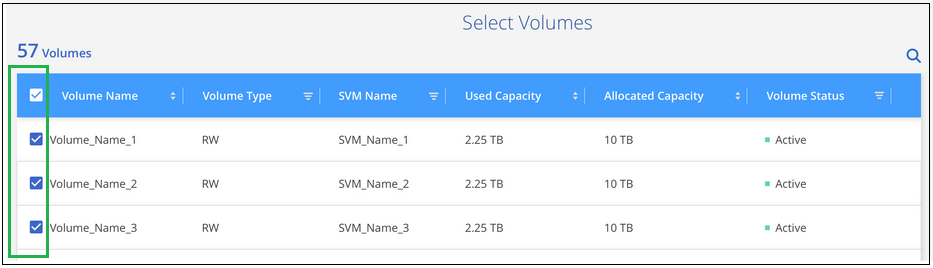 Select Volumes
57 Volumes
Volume Name Volume Type SVM Name Used Capacity Allocated Capacity Volume Status
Volume_Name_1 RW SVM_Name_1 2.25 TB 10 TB Active
Volume_Name_2 RW SVM_Name_2 2.25 TB 10 TB Active
Volume_Name_3 RW SVM_Name_3 2.25 TB 10 TB Active